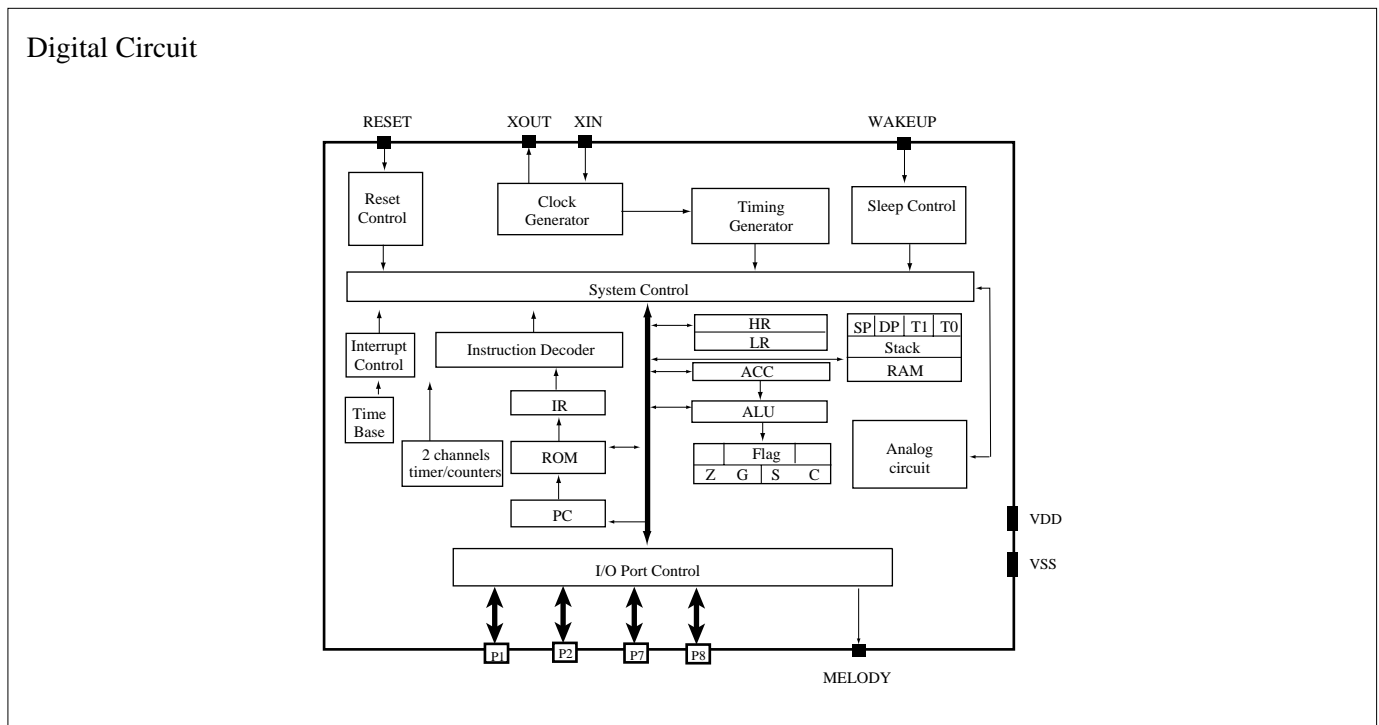 Digital Circuit
RESET
XOUT
XIN
WAKEUP
Reset
Control
Clock
Generator
Timing
Generator
Sleep Control
System Control
Interrupt
Control
Instruction Decoder
HR
LR
SP DP T1 T0
Stack
RAM
ACC
IR
ALU
Time
Base
2 channels
timer/counters
ROM
Flag
Z G S C
Analog
circuit
PC
VDD
VSS
I/O Port Control
P1
P2
P7
P8
MELODY